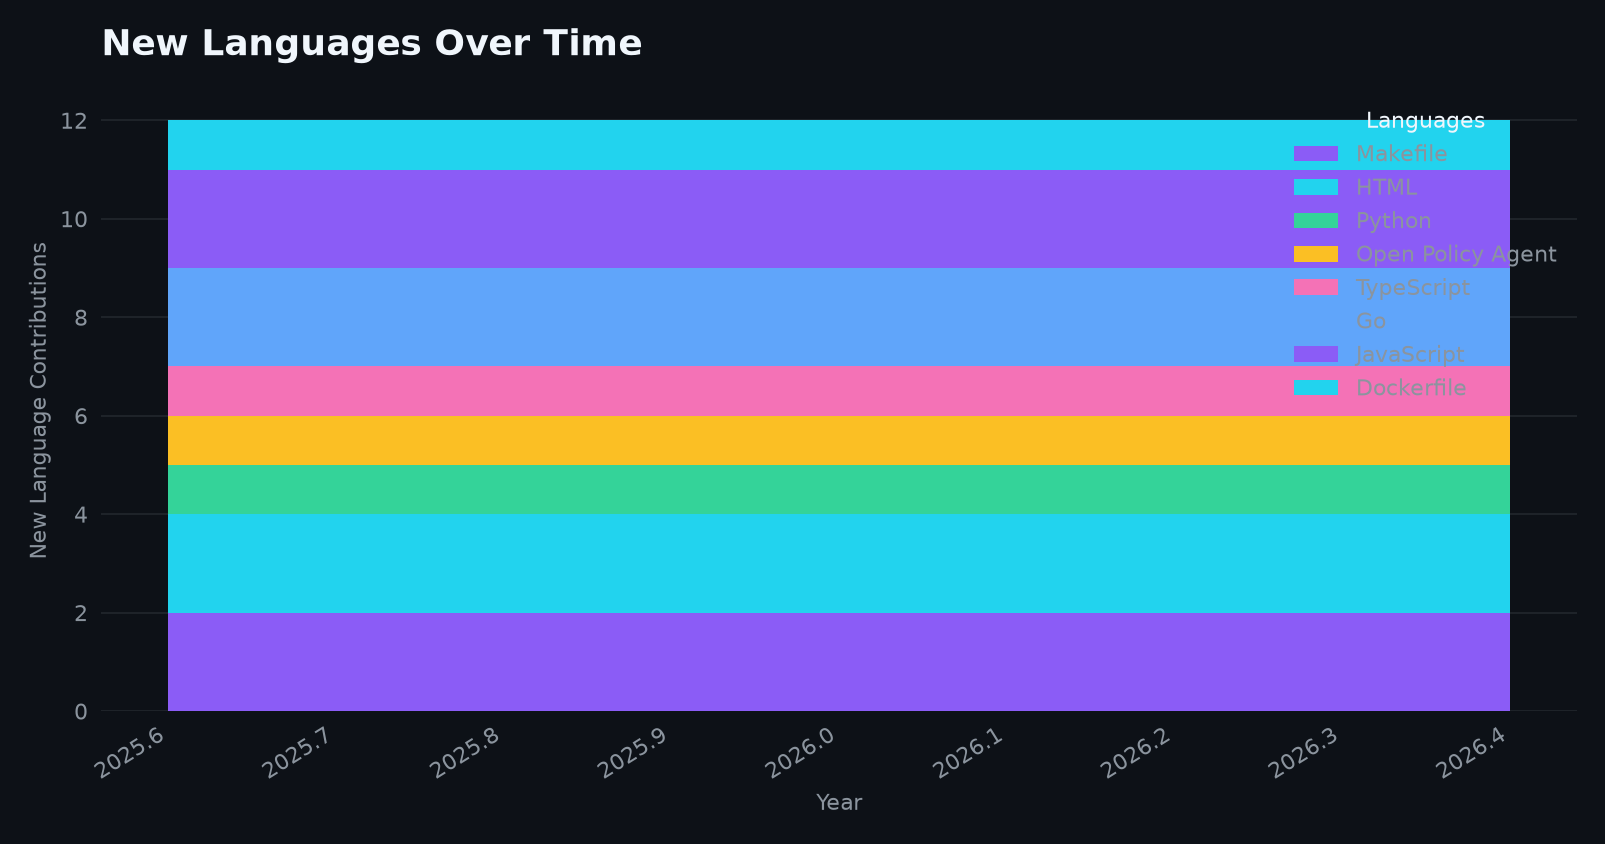 New Languages Over Time
Languages
Makefile
HTML
Python
Open Policy Agent
TypeScript
Go
JavaScript
Dockerfile
New Language Contributions
12
10
8
6
4
2
0
2025.6
2025.7
2025.8
2025.9
2026.0
2026.1
2026.2
2026.3
2026.4
Year